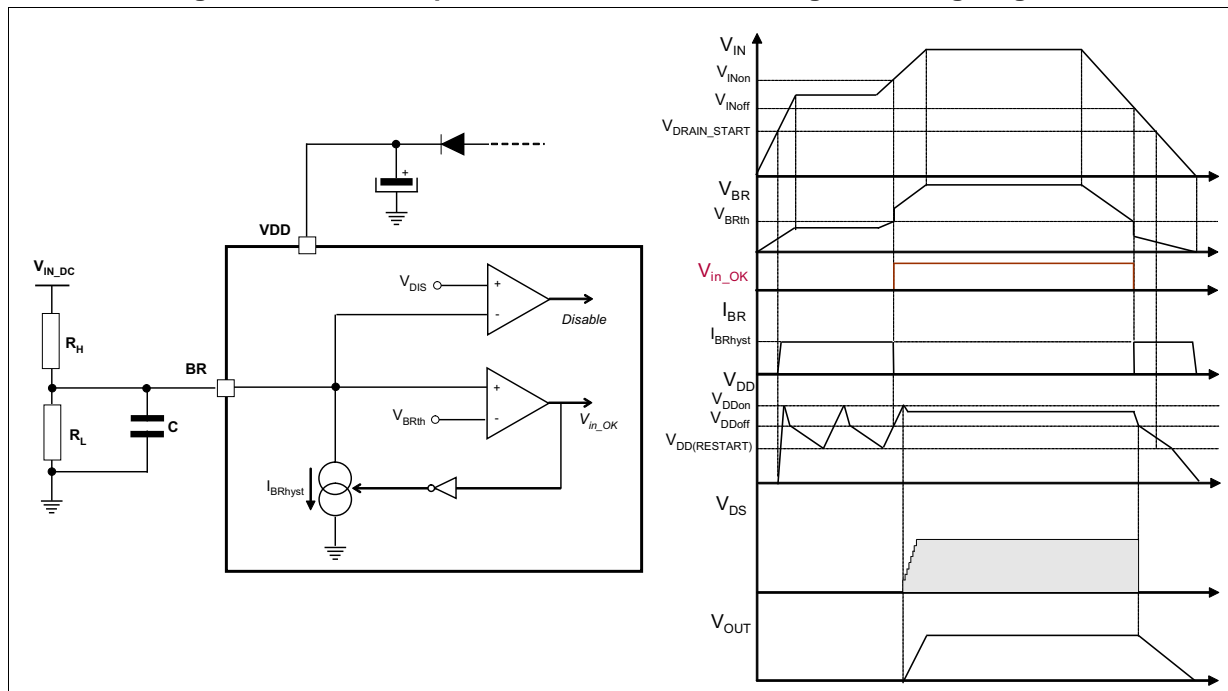 VDD
V_IN_DC
R_H
R_L
C
BR
V_DIS
+
-
Disable
+
-
V_BRth
V_in_OK
I_BRhyst
+
V_IN
V_INon
V_INoff
V_DRAIN_START
V_BR
V_BRth
V_in_OK
I_BR
I_BRhyst
V_DD
V_DDon
V_DDoff
V_DD(RESTART)
V_DS
V_OUT